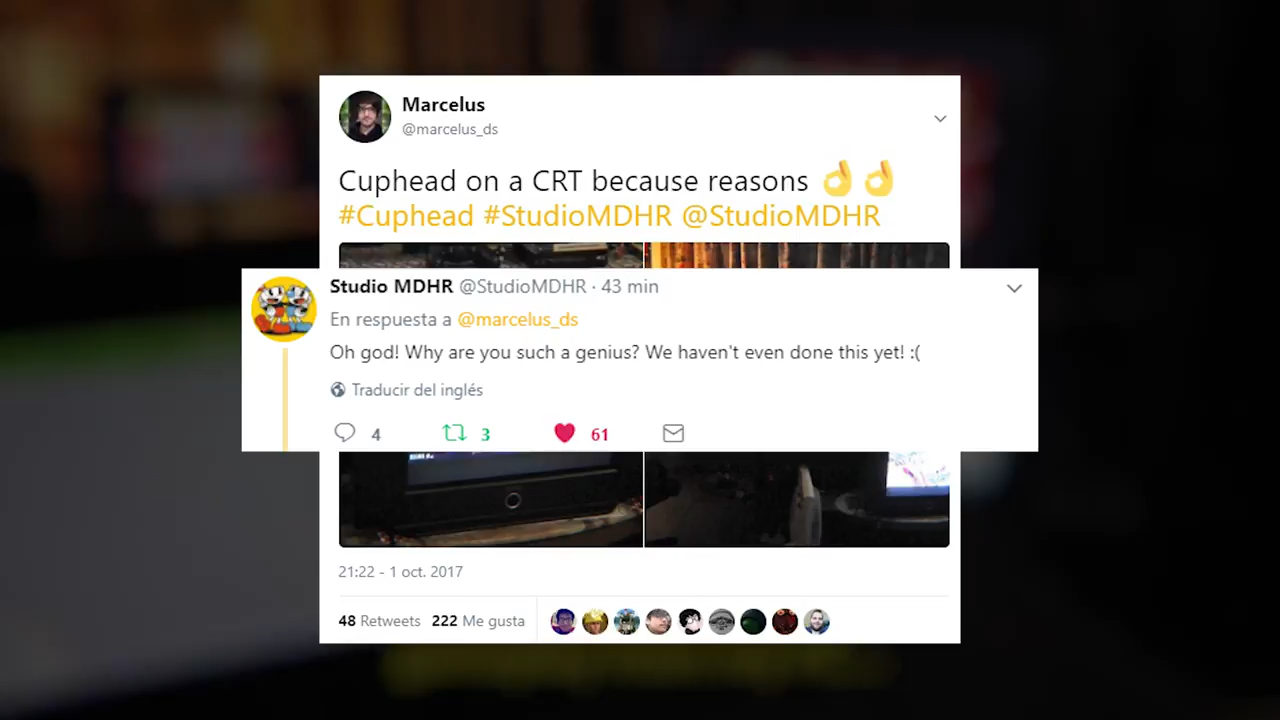 Marcelus
@marcelus_ds
Cuphead on a CRT because reasons 👌👌
#Cuphead #StudioMDHR @StudioMDHR
Studio MDHR @StudioMDHR · 43 min
En respuesta a @marcelus_ds
Oh god! Why are you such a genius? We haven't even done this yet! :(
Traducir del inglés
4 3 61
21:22 - 1 oct. 2017
48 Retweets 222 Me gusta